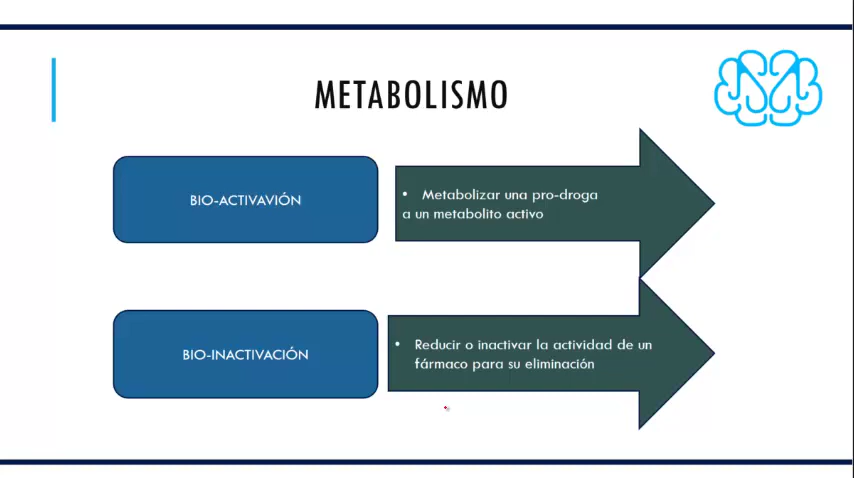 METABOLISMO
BIO-ACTIVAVIÓN
• Metabolizar una pro-droga
a un metabolito activo
BIO-INACTIVACIÓN
• Reducir o inactivar la actividad de un
fármaco para su eliminación